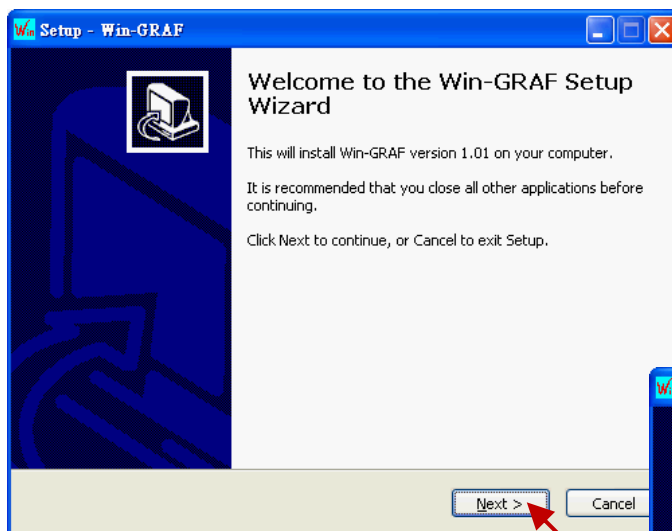 Win Setup - Win-GRAF
Welcome to the Win-GRAF Setup
Wizard
This will install Win-GRAF version 1.01 on your computer.
It is recommended that you close all other applications before
continuing.
Click Next to continue, or Cancel to exit Setup.
Next >
Cancel